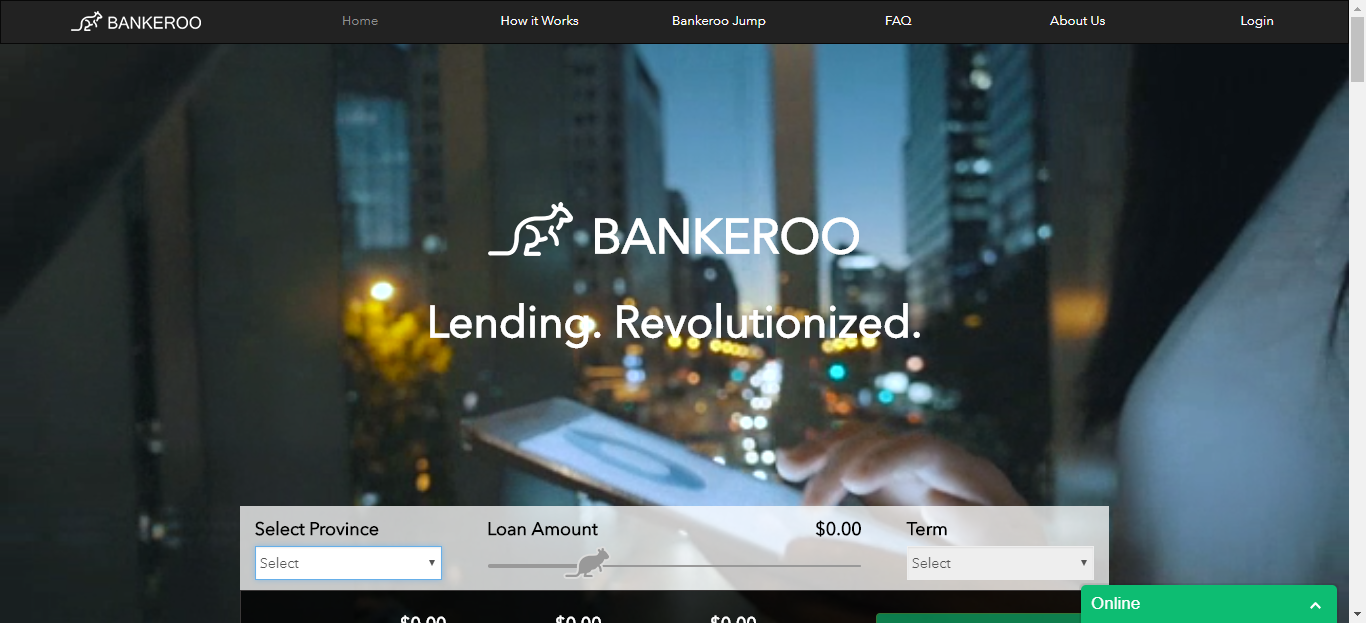 BANKEROO Home How it Works Bankeroo Jump FAQ About Us Login
BANKEROO
Lending. Revolutionized.
Select Province Loan Amount $0.00 Term
Select Select
Online
$0.00 $0.00 $0.00